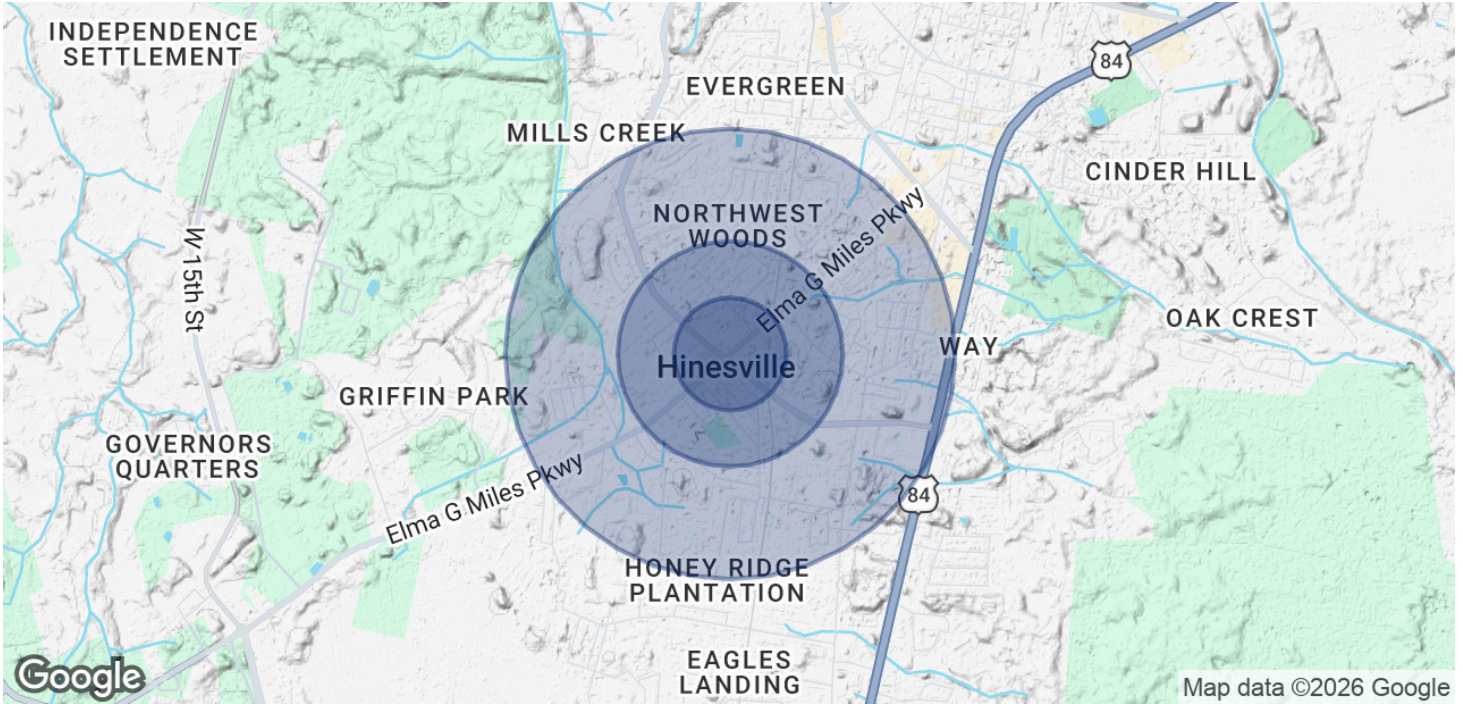 INDEPENDENCE
SETTLEMENT
84
EVERGREEN
MILLS CREEK
CINDER HILL
NORTHWEST
WOODS
Elma G Miles Pkwy
W 15th St
OAK CREST
WAY
Hinesville
GRIFFIN PARK
GOVERNORS
QUARTERS
Elma G Miles Pkwy
84
HONEY RIDGE
PLANTATION
EAGLES
LANDING
Google
Map data ©2026 Google